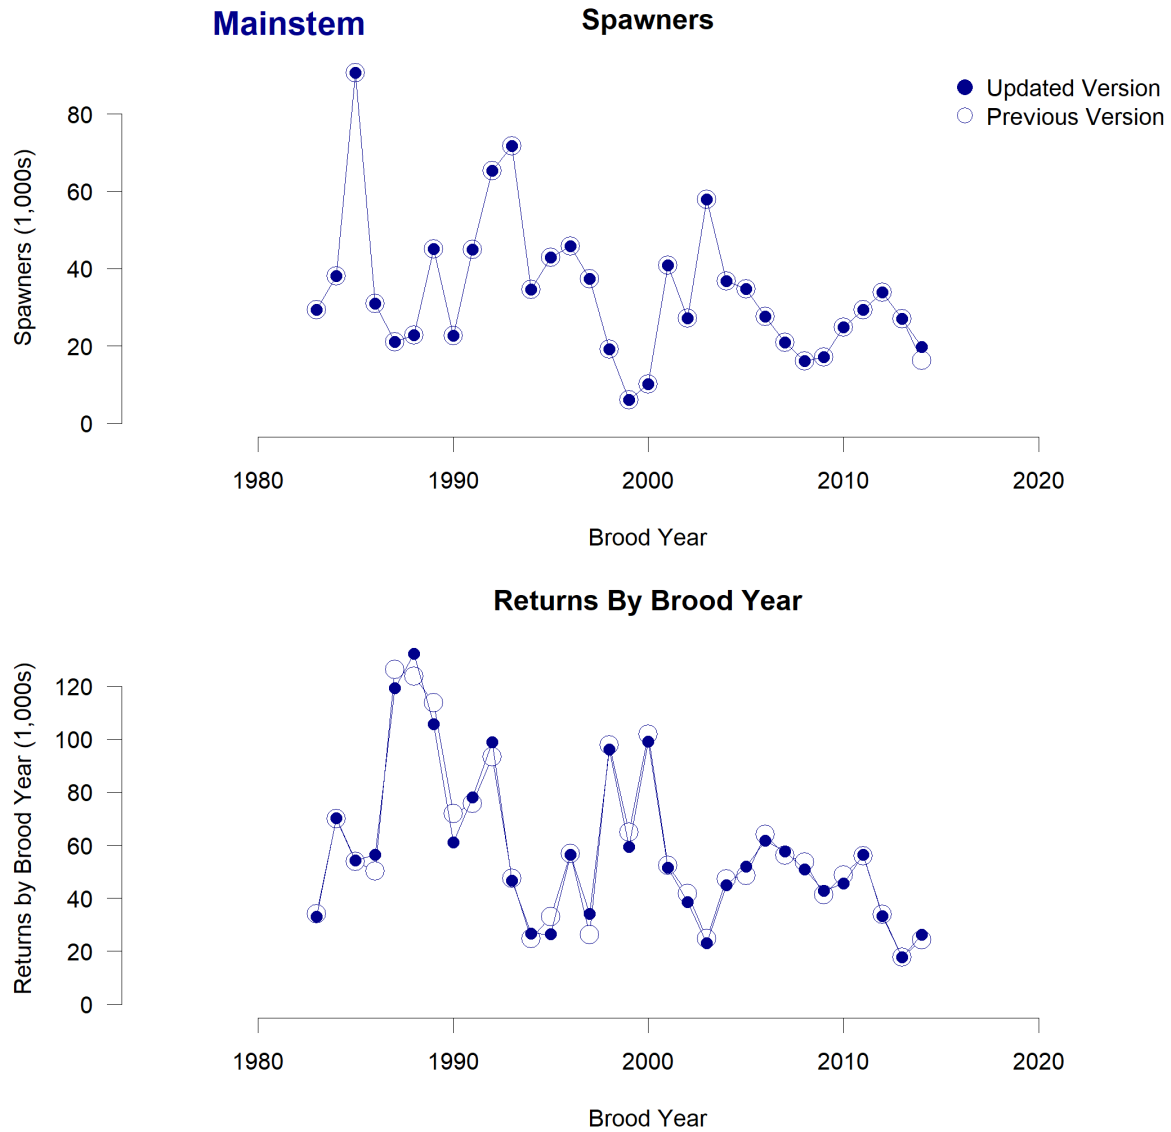 Mainstem
Spawners
Updated Version
Previous Version
Spawners (1,000s)
80
60
40
20
0
1980 1990 2000 2010 2020
Brood Year
Returns By Brood Year
Returns by Brood Year (1,000s)
120
100
80
60
40
20
0
1980 1990 2000 2010 2020
Brood Year